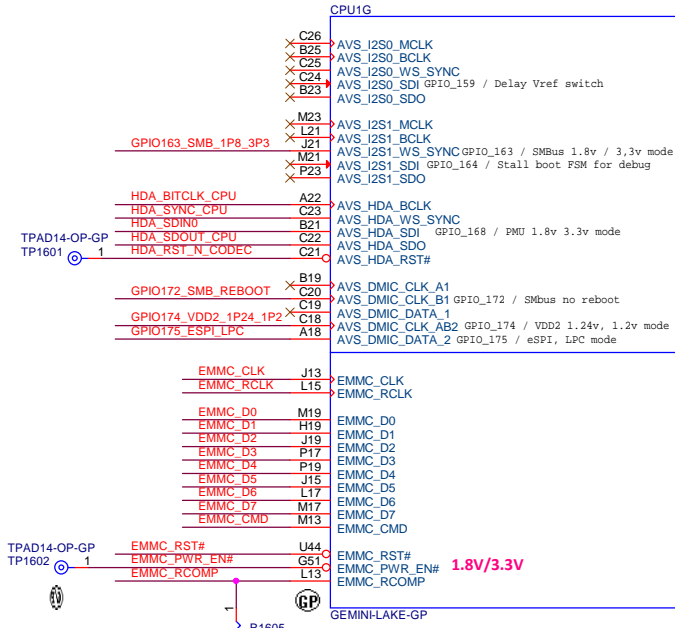 CPU1G
C26 AVS_I2S0_MCLK
B25 AVS_I2S0_BCLK
C25 AVS_I2S0_WS_SYNC
C24 AVS_I2S0_SDI GPIO_159 / Delay Vref switch
B23 AVS_I2S0_SDO
M23 AVS_I2S1_MCLK
L21 AVS_I2S1_BCLK
GPIO163_SMB_1P8_3P3 J21 AVS_I2S1_WS_SYNC GPIO_163 / SMBus 1.8v / 3,3v mode
M21 AVS_I2S1_SDI GPIO_164 / Stall boot FSM for debug
P23 AVS_I2S1_SDO
HDA_BITCLK_CPU A22 AVS_HDA_BCLK
HDA_SYNC_CPU C23 AVS_HDA_WS_SYNC
HDA_SDIN0 B21 AVS_HDA_SDI GPIO_168 / PMU 1.8v 3.3v mode
TPAD14-OP-GP HDA_SDOUT_CPU C22 AVS_HDA_SDO
TP1601 1 HDA_RST_N_CODEC C21 AVS_HDA_RST#
B19 AVS_DMIC_CLK_A1
GPIO172_SMB_REBOOT C20 AVS_DMIC_CLK_B1 GPIO_172 / SMbus no reboot
C19 AVS_DMIC_DATA_1
GPIO174_VDD2_1P24_1P2 C18 AVS_DMIC_CLK_AB2 GPIO_174 / VDD2 1.24v, 1.2v mode
GPIO175_ESPI_LPC A18 AVS_DMIC_DATA_2 GPIO_175 / eSPI, LPC mode
EMMC_CLK J13 EMMC_CLK
EMMC_RCLK L15 EMMC_RCLK
EMMC_D0 M19 EMMC_D0
EMMC_D1 H19 EMMC_D1
EMMC_D2 J19 EMMC_D2
EMMC_D3 P17 EMMC_D3
EMMC_D4 P19 EMMC_D4
EMMC_D5 J15 EMMC_D5
EMMC_D6 L17 EMMC_D6
EMMC_D7 M17 EMMC_D7
EMMC_CMD M13 EMMC_CMD
TPAD14-OP-GP EMMC_RST# U44 EMMC_RST#
TP1602 1 EMMC_PWR_EN# G51 EMMC_PWR_EN# 1.8V/3.3V
EMMC_RCOMP L13 EMMC_RCOMP
1 GP GEMINI-LAKE-GP